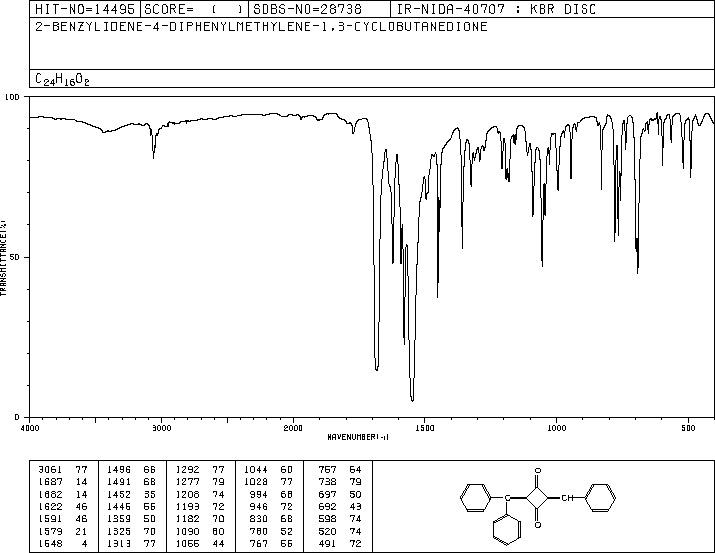 HIT-NO=14495 SCORE= ( ) SDBS-NO=28738 IR-NIDA-40707 : KBR DISC
2-BENZYLIDENE-4-DIPHENYLMETHYLENE-1,3-CYCLOBUTANEDIONE
C24H16O2
100
50
0
TRANSMITTANCE(%)
4000 3000 2000 1500 1000 500
WAVENUMBER(-1)
3061 77 1496 66 1292 77 1044 60 757 64
1687 14 1491 68 1277 79 1028 77 738 79
1682 14 1452 35 1208 74 994 68 697 50
1622 46 1446 66 1193 72 946 72 692 43
1591 46 1359 50 1182 70 830 68 598 74
1579 21 1325 70 1090 60 780 52 520 74
1548 4 1313 77 1055 44 767 55 491 72
O
C
CH
O